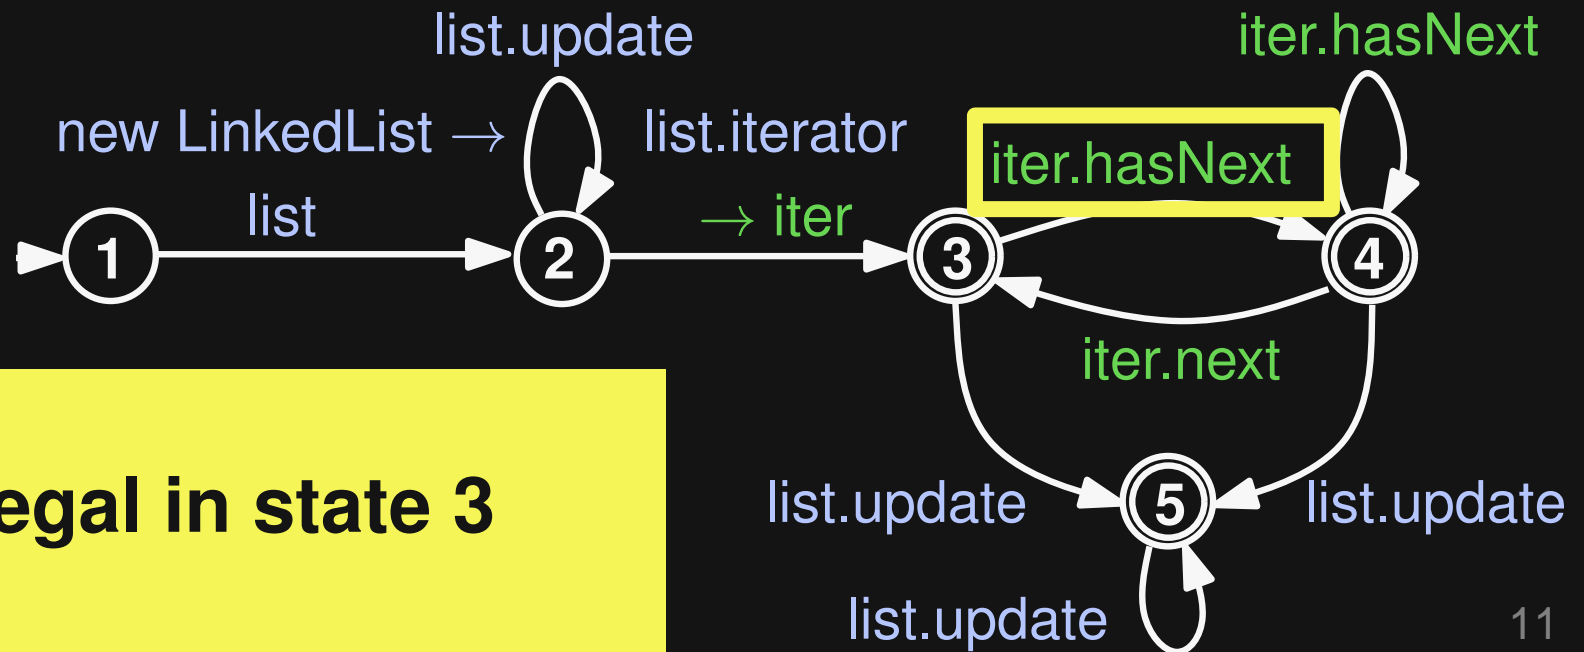 list.update
iter.hasNext
new LinkedList →
list.iterator
iter.hasNext
list
→ iter
1
2
3
4
iter.next
egal in state 3
list.update
5
list.update
list.update
11